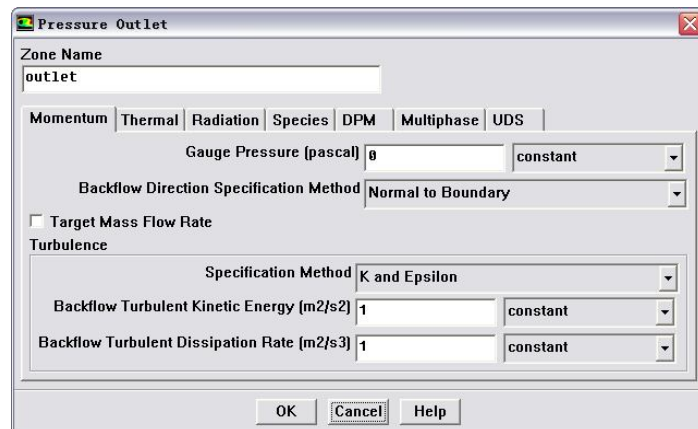 Pressure Outlet
Zone Name
outlet
Momentum Thermal Radiation Species DPM Multiphase UDS
Gauge Pressure (pascal) 0 constant
Backflow Direction Specification Method Normal to Boundary
Target Mass Flow Rate
Turbulence
Specification Method K and Epsilon
Backflow Turbulent Kinetic Energy (m2/s2) 1 constant
Backflow Turbulent Dissipation Rate (m2/s3) 1 constant
OK Cancel Help